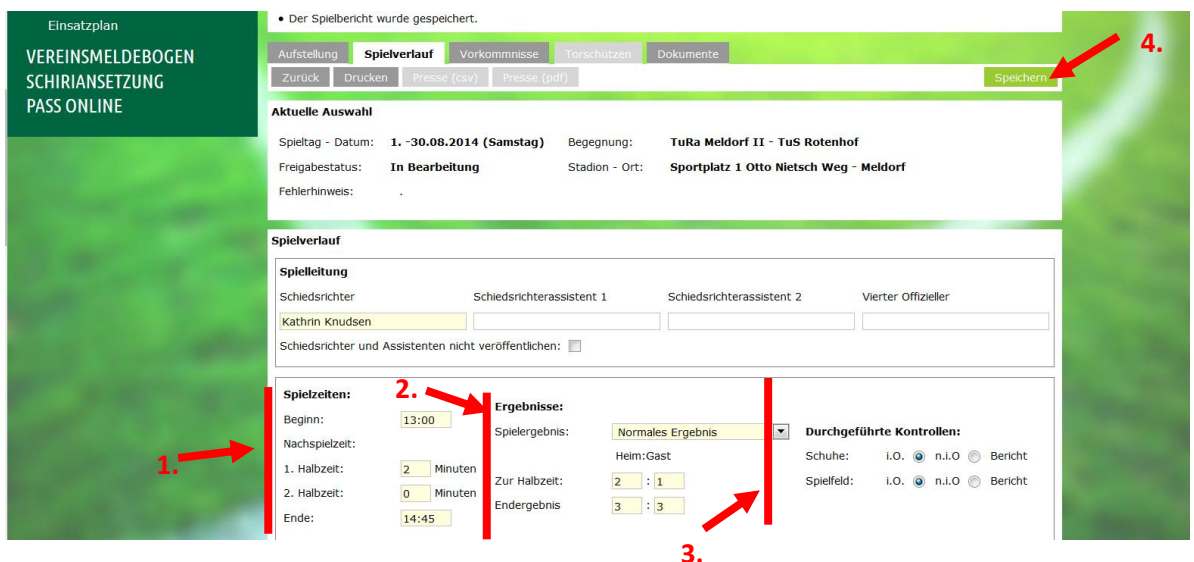 Einsatzplan
VEREINSMELDEBOGEN
SCHIRIANSETZUNG
PASS ONLINE
• Der Spielbericht wurde gespeichert.
Aufstellung Spielverlauf Vorkommnisse Torschützen Dokumente
4.
Zurück Drucken Presse (csv) Presse (pdf) Speichern
Aktuelle Auswahl
Spieltag - Datum: 1. -30.08.2014 (Samstag) Begegnung: TuRa Meldorf II - TuS Rotenhof
Freigabestatus: In Bearbeitung Stadion - Ort: Sportplatz 1 Otto Nietsch Weg - Meldorf
Fehlerhinweis: .
Spielverlauf
Spielleitung
Schiedsrichter Schiedsrichterassistent 1 Schiedsrichterassistent 2 Vierter Offizieller
Kathrin Knudsen
Schiedsrichter und Assistenten nicht veröffentlichen:
1.
Spielzeiten:
Beginn: 13:00
Nachspielzeit:
1. Halbzeit: 2 Minuten
2. Halbzeit: 0 Minuten
Ende: 14:45
2.
Ergebnisse:
Spielergebnis: Normales Ergebnis
Heim:Gast
Zur Halbzeit: 2 : 1
Endergebnis 3 : 3
3.
Durchgeführte Kontrollen:
Schuhe: i.O. n.i.O Bericht
Spielfeld: i.O. n.i.O Bericht